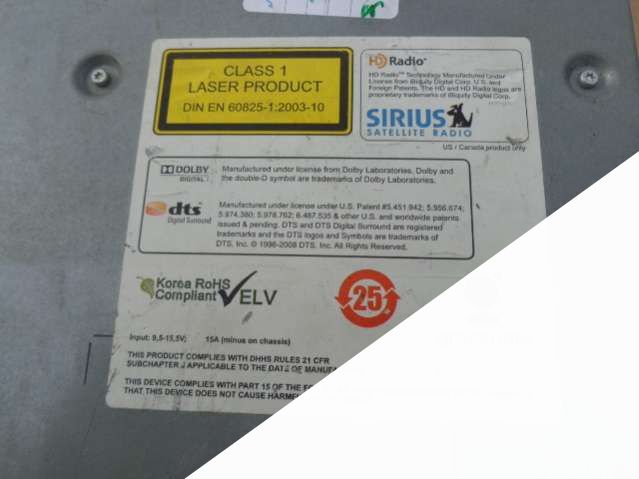 CLASS 1
LASER PRODUCT
DIN EN 60825-1:2003-10
HD Radio™
HD Radio™ Technology Manufactured Under
License from iBiquity Digital Corp. U.S. and
Foreign Patents. The HD and HD Radio logos are
proprietary trademarks of iBiquity Digital Corp.
SIRIUS
SATELLITE RADIO
US / Canada product only
DOLBY
DIGITAL
Manufactured under license from Dolby Laboratories. Dolby and
the double-D symbol are trademarks of Dolby Laboratories.
dts
Digital Surround
Manufactured under license under U.S. Patent #5.451.942; 5.956.674;
5.974.380; 5.978.762; 6.487.535 & other U.S. and worldwide patents
issued & pending. DTS and DTS Digital Surround are registered
trademarks and the DTS logos and Symbols are trademarks of
DTS, Inc. © 1996-2008 DTS, Inc. All Rights Reserved.
Korea RoHS
Compliant
ELV
25
Input: 9,5-15,5V; 15A (minus on chassis)
THIS PRODUCT COMPLIES WITH DHHS RULES 21 CFR
SUBCHAPTER J APPLICABLE TO THE DATE OF
THIS DEVICE COMPLIES WITH PART 15 OF THE
THAT THIS DEVICE DOES NOT CAUSE